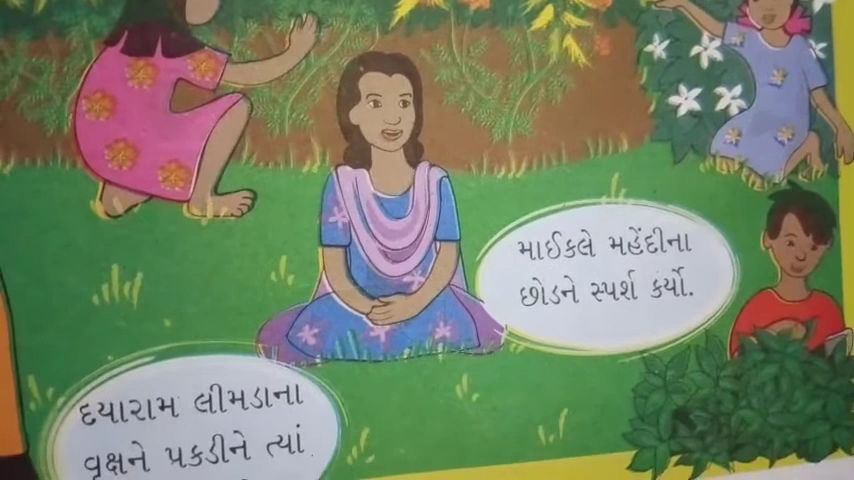 માઈકલે મહેંદીના
છોડને સ્પર્શ કર્યો.
દયારામ લીમડાના
વૃક્ષને પકડીને ત્યાં